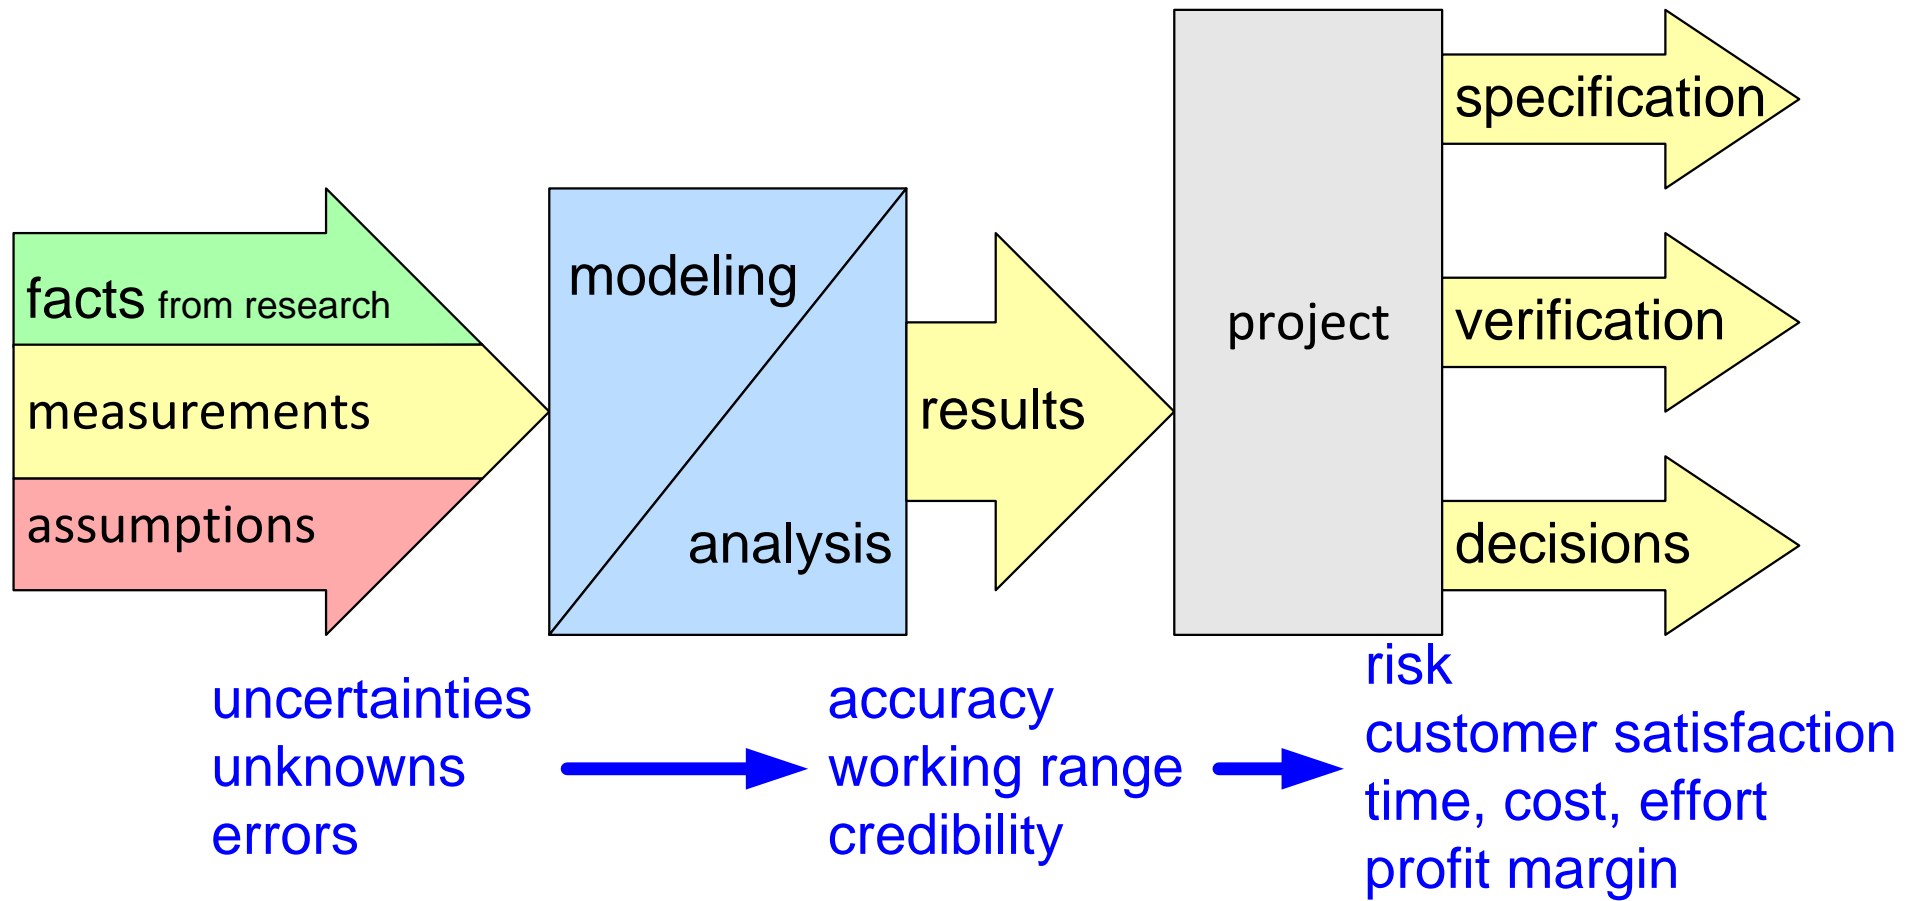 facts from research
measurements
assumptions
modeling
analysis
results
project
specification
verification
decisions
uncertainties
unknowns
errors
accuracy
working range
credibility
risk
customer satisfaction
time, cost, effort
profit margin